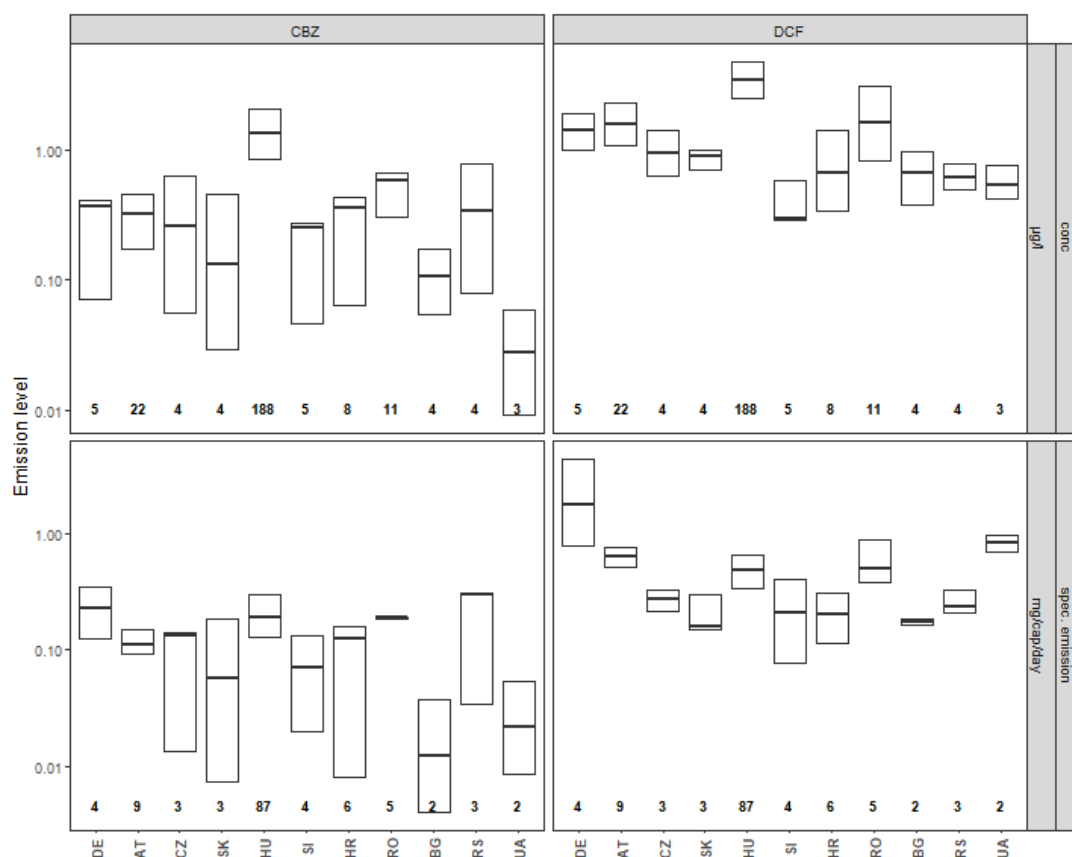 CBZ
DCF
1.00
0.10
0.01
5 22 4 4 188 5 8 11 4 4 3
5 22 4 4 188 5 8 11 4 4 3
µg/l
conc
Emission level
1.00
0.10
0.01
4 9 3 3 87 4 6 5 2 3 2
4 9 3 3 87 4 6 5 2 3 2
mg/cap/day
spec. emission
DE AT CZ SK HU SI HR RO BG RS UA
DE AT CZ SK HU SI HR RO BG RS UA